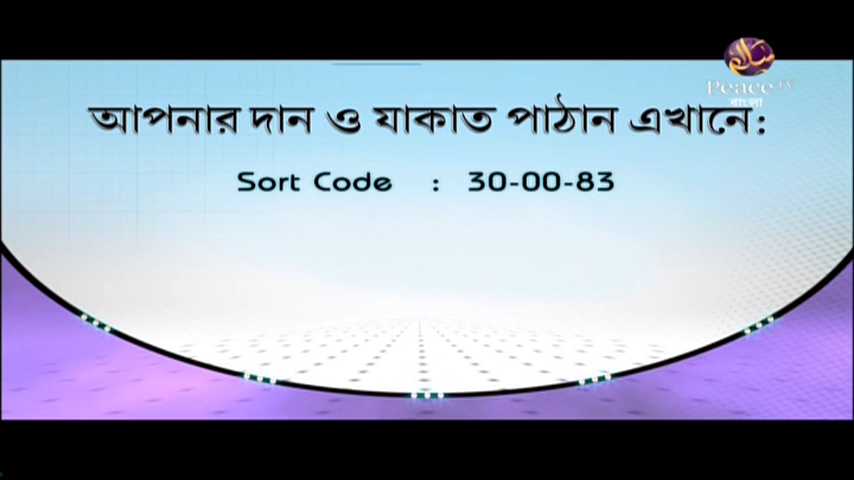 Peace TV
বাংলা
আপনার দান ও যাকাত পাঠান এখানে:
Sort Code : 30-00-83